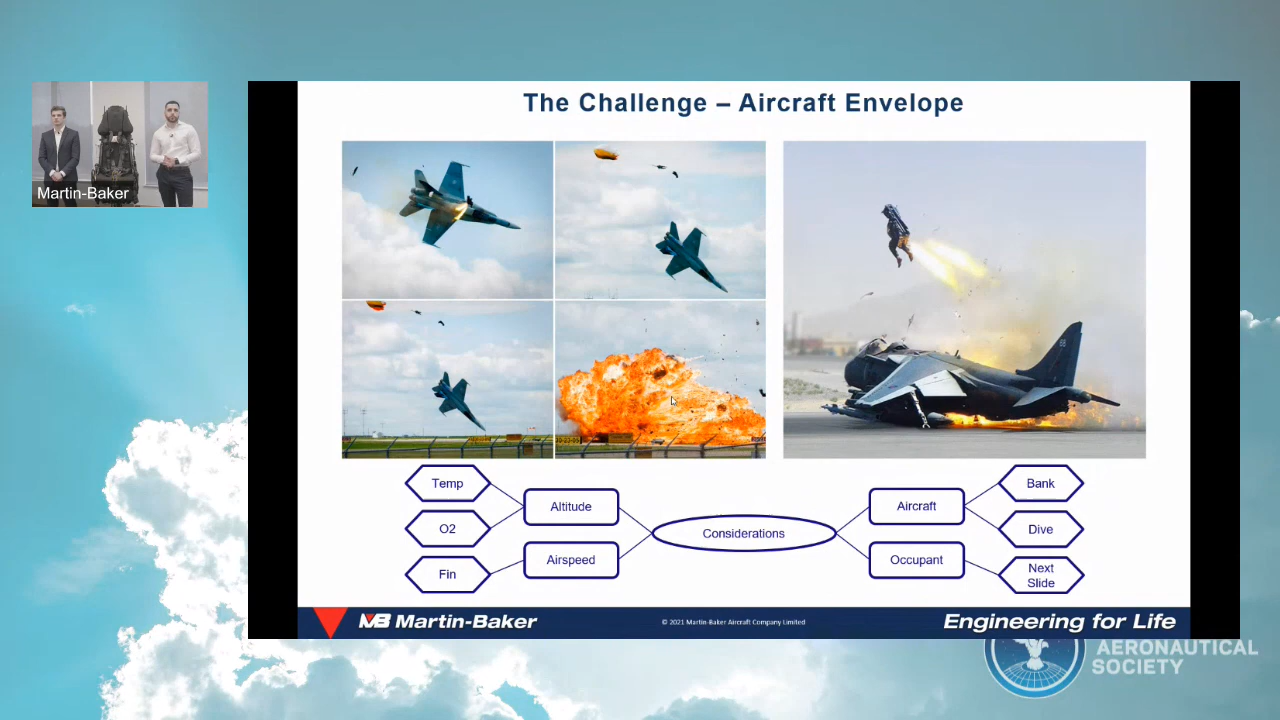 The Challenge – Aircraft Envelope
Martin-Baker
Temp
O2
Fin
Altitude
Airspeed
Considerations
Aircraft
Occupant
Bank
Dive
Next
Slide
MB Martin-Baker
© 2021 Martin-Baker Aircraft Company Limited
Engineering for Life
AERONAUTICAL
SOCIETY